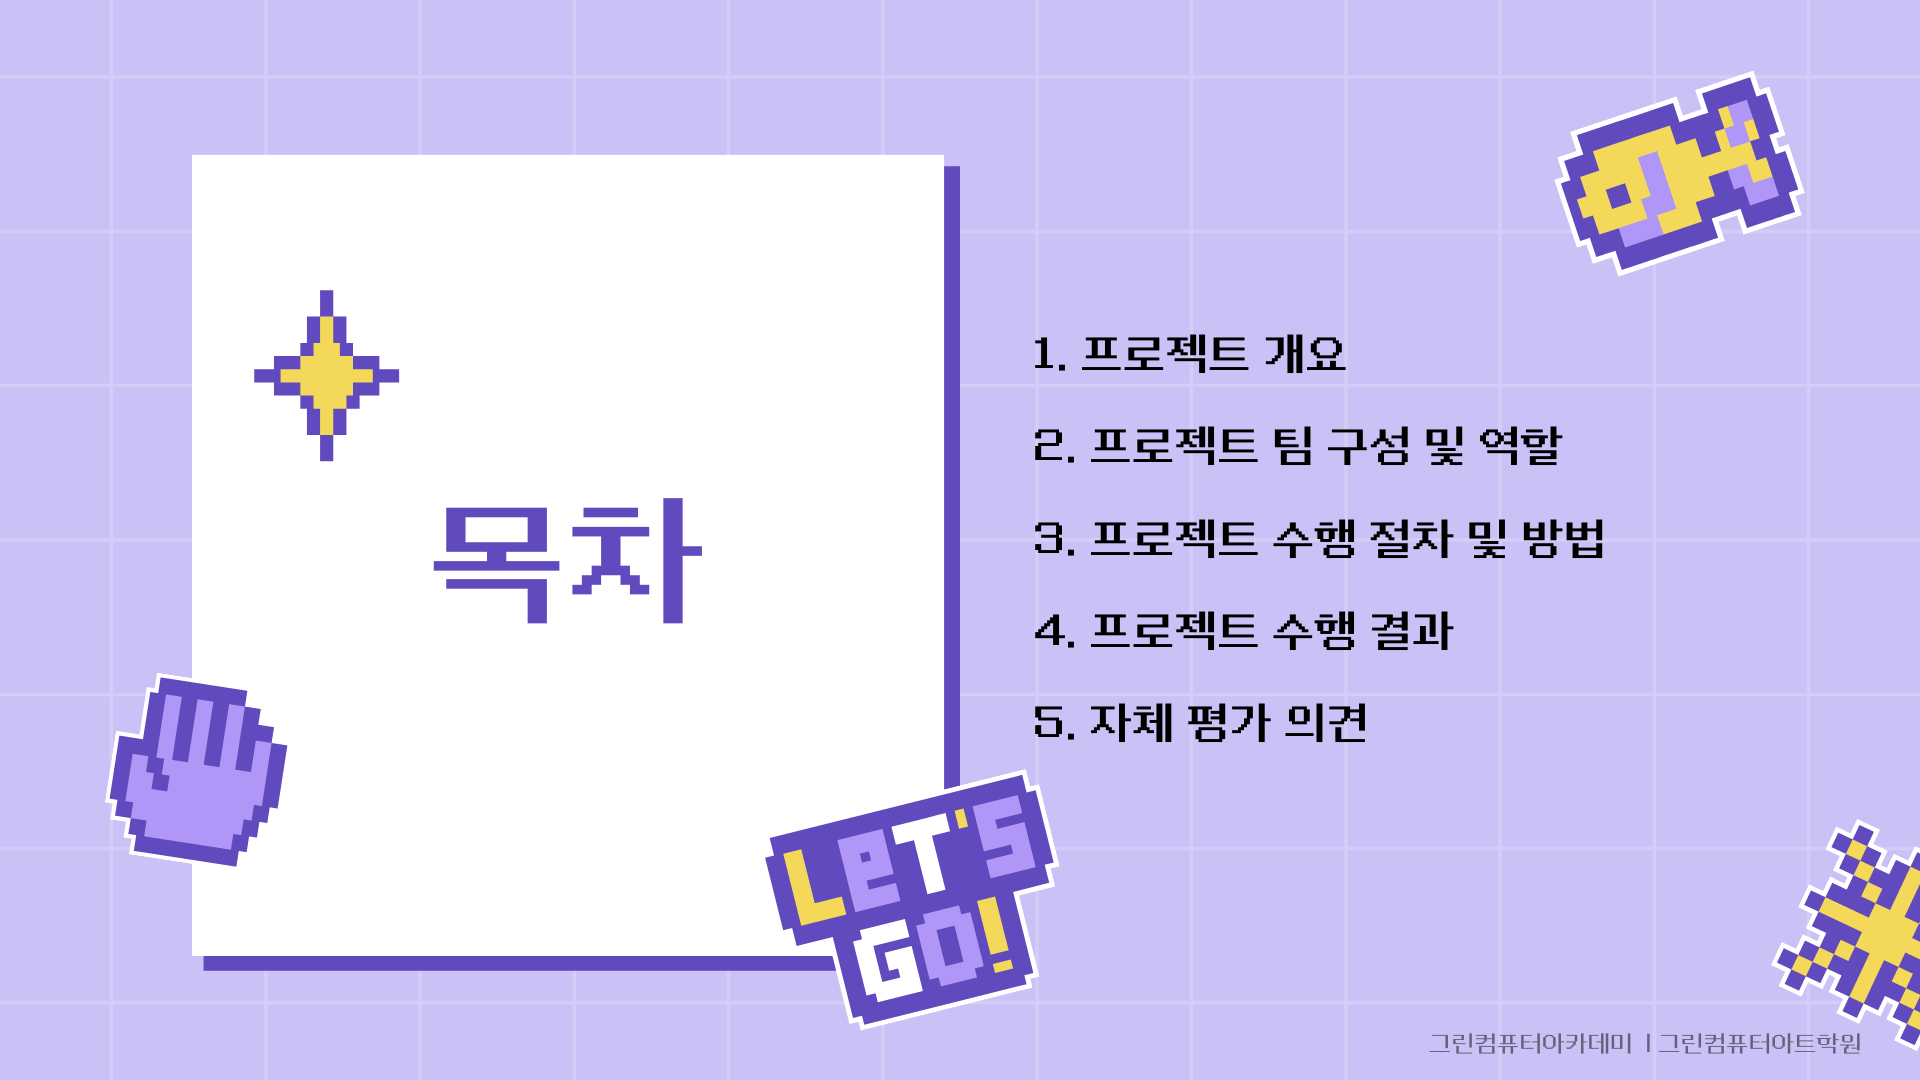 목차
1. 프로젝트 개요
2. 프로젝트 팀 구성 및 역할
3. 프로젝트 수행 절차 및 방법
4. 프로젝트 수행 결과
5. 자체 평가 의견
LeT'S
GO!
그린컴퓨터아카데미 | 그린컴퓨터아트학원